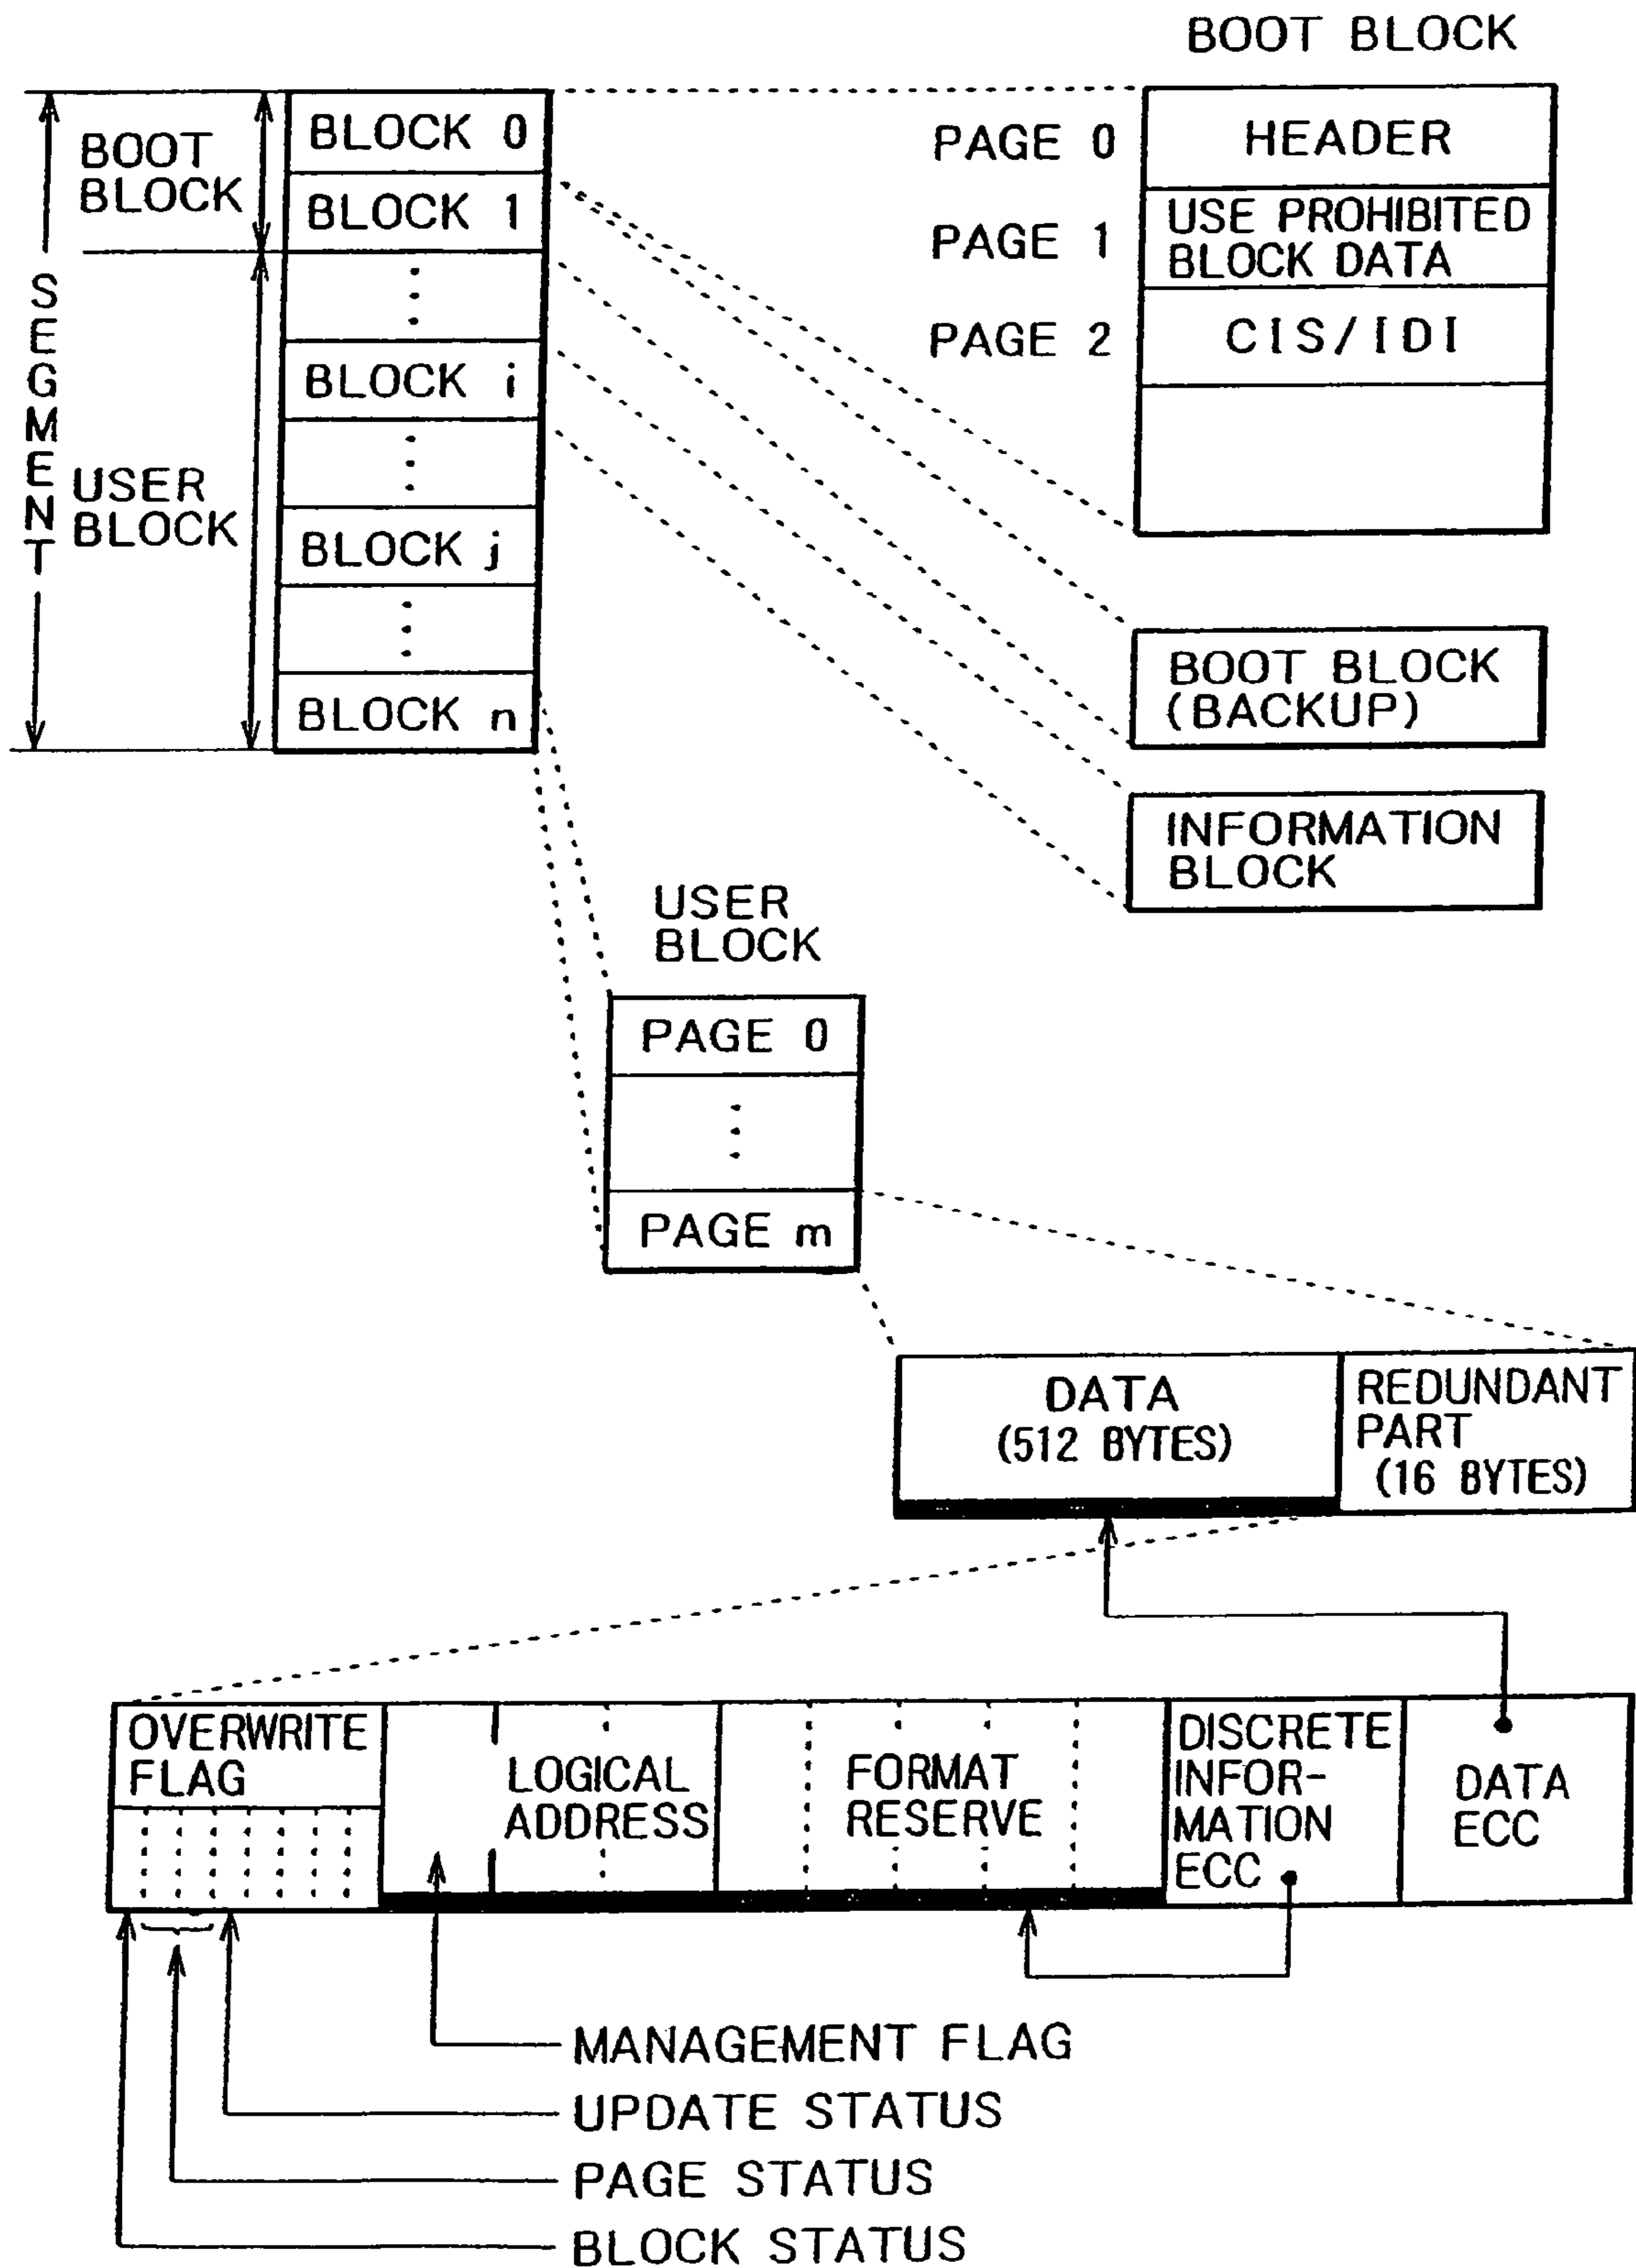 BOOT BLOCK
BOOT
BLOCK
SEGMENT
USER
BLOCK
BLOCK 0
BLOCK 1
BLOCK i
BLOCK j
BLOCK n
PAGE 0
HEADER
PAGE 1
USE PROHIBITED
BLOCK DATA
PAGE 2
CIS/IDI
BOOT BLOCK
(BACKUP)
INFORMATION
BLOCK
USER
BLOCK
PAGE 0
PAGE m
DATA
(512 BYTES)
REDUNDANT
PART
(16 BYTES)
OVERWRITE
FLAG
LOGICAL
ADDRESS
FORMAT
RESERVE
DISCRETE
INFOR-
MATION
ECC
DATA
ECC
MANAGEMENT FLAG
UPDATE STATUS
PAGE STATUS
BLOCK STATUS